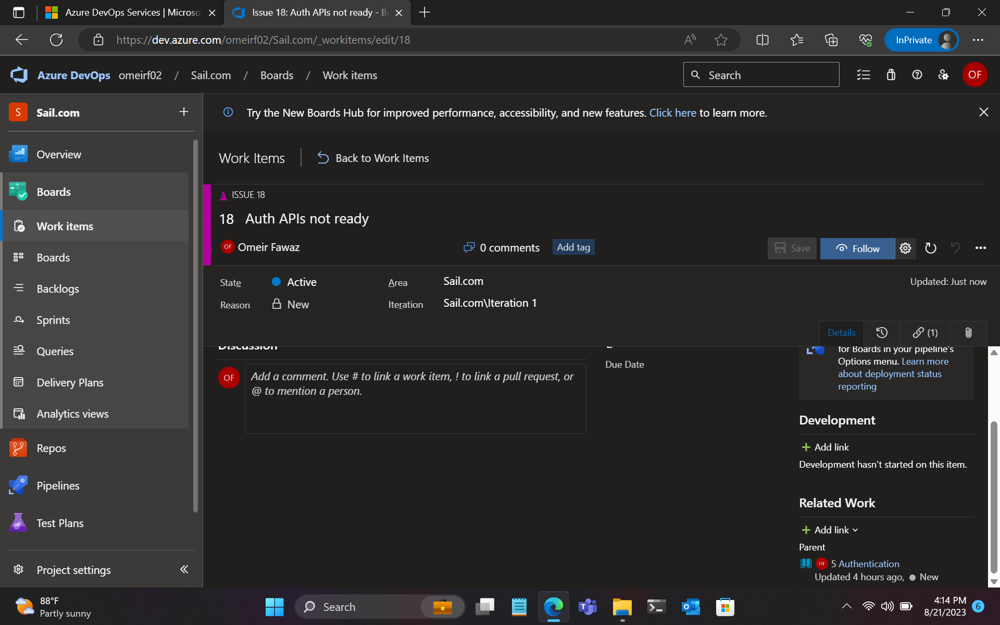 Azure DevOps Services | Microso
Issue 18: Auth APIs not ready - B
https://dev.azure.com/omeirf02/Sail.com/_workitems/edit/18
InPrivate
Azure DevOps omeirf02 / Sail.com / Boards / Work items
Search
OF
S Sail.com
Try the New Boards Hub for improved performance, accessibility, and new features. Click here to learn more.
Overview
Boards
Work items
Boards
Backlogs
Sprints
Queries
Delivery Plans
Analytics views
Repos
Pipelines
Test Plans
Project settings
Work Items
Back to Work Items
ISSUE 18
18 Auth APIs not ready
OF Omeir Fawaz
0 comments
Add tag
Save
Follow
State Active
Area Sail.com
Updated: Just now
Reason New
Iteration Sail.com\Iteration 1
Details
(1)
Discussion
OF
Add a comment. Use # to link a work item, ! to link a pull request, or
@ to mention a person.
2
Due Date
for Boards in your pipeline's
Options menu. Learn more
about deployment status
reporting
Development
Add link
Development hasn't started on this item.
Related Work
Add link
Parent
OF 5 Authentication
Updated 4 hours ago, New
88°F
Partly sunny
Search
4:14 PM
8/21/2023
6